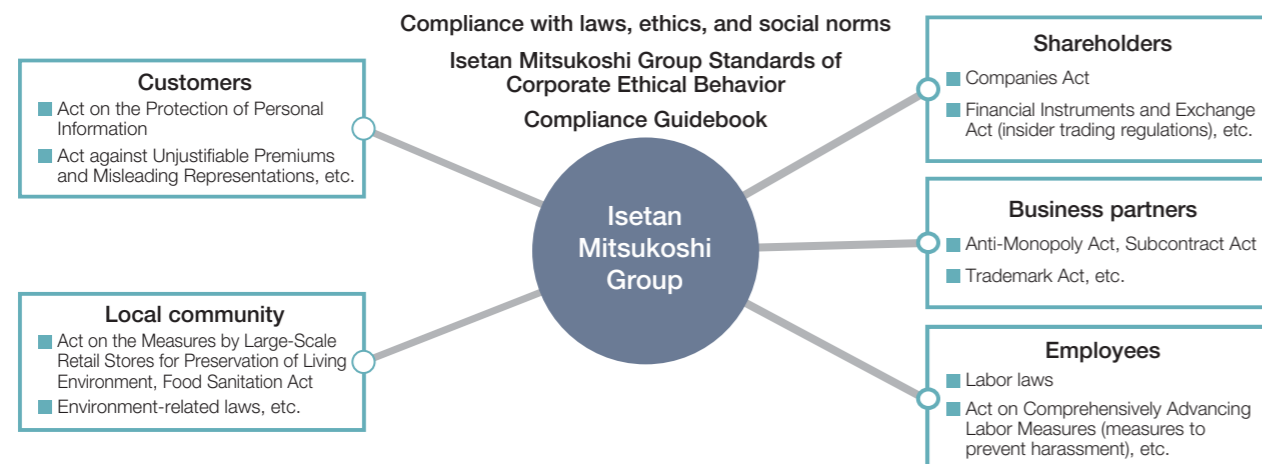 Compliance with laws, ethics, and social norms
Isetan Mitsukoshi Group Standards of
Corporate Ethical Behavior
Compliance Guidebook
Customers
Act on the Protection of Personal
Information
Act against Unjustifiable Premiums
and Misleading Representations, etc.
Local community
Act on the Measures by Large-Scale
Retail Stores for Preservation of Living
Environment, Food Sanitation Act
Environment-related laws, etc.
Isetan
Mitsukoshi
Group
Shareholders
Companies Act
Financial Instruments and Exchange
Act (insider trading regulations), etc.
Business partners
Anti-Monopoly Act, Subcontract Act
Trademark Act, etc.
Employees
Labor laws
Act on Comprehensively Advancing
Labor Measures (measures to
prevent harassment), etc.